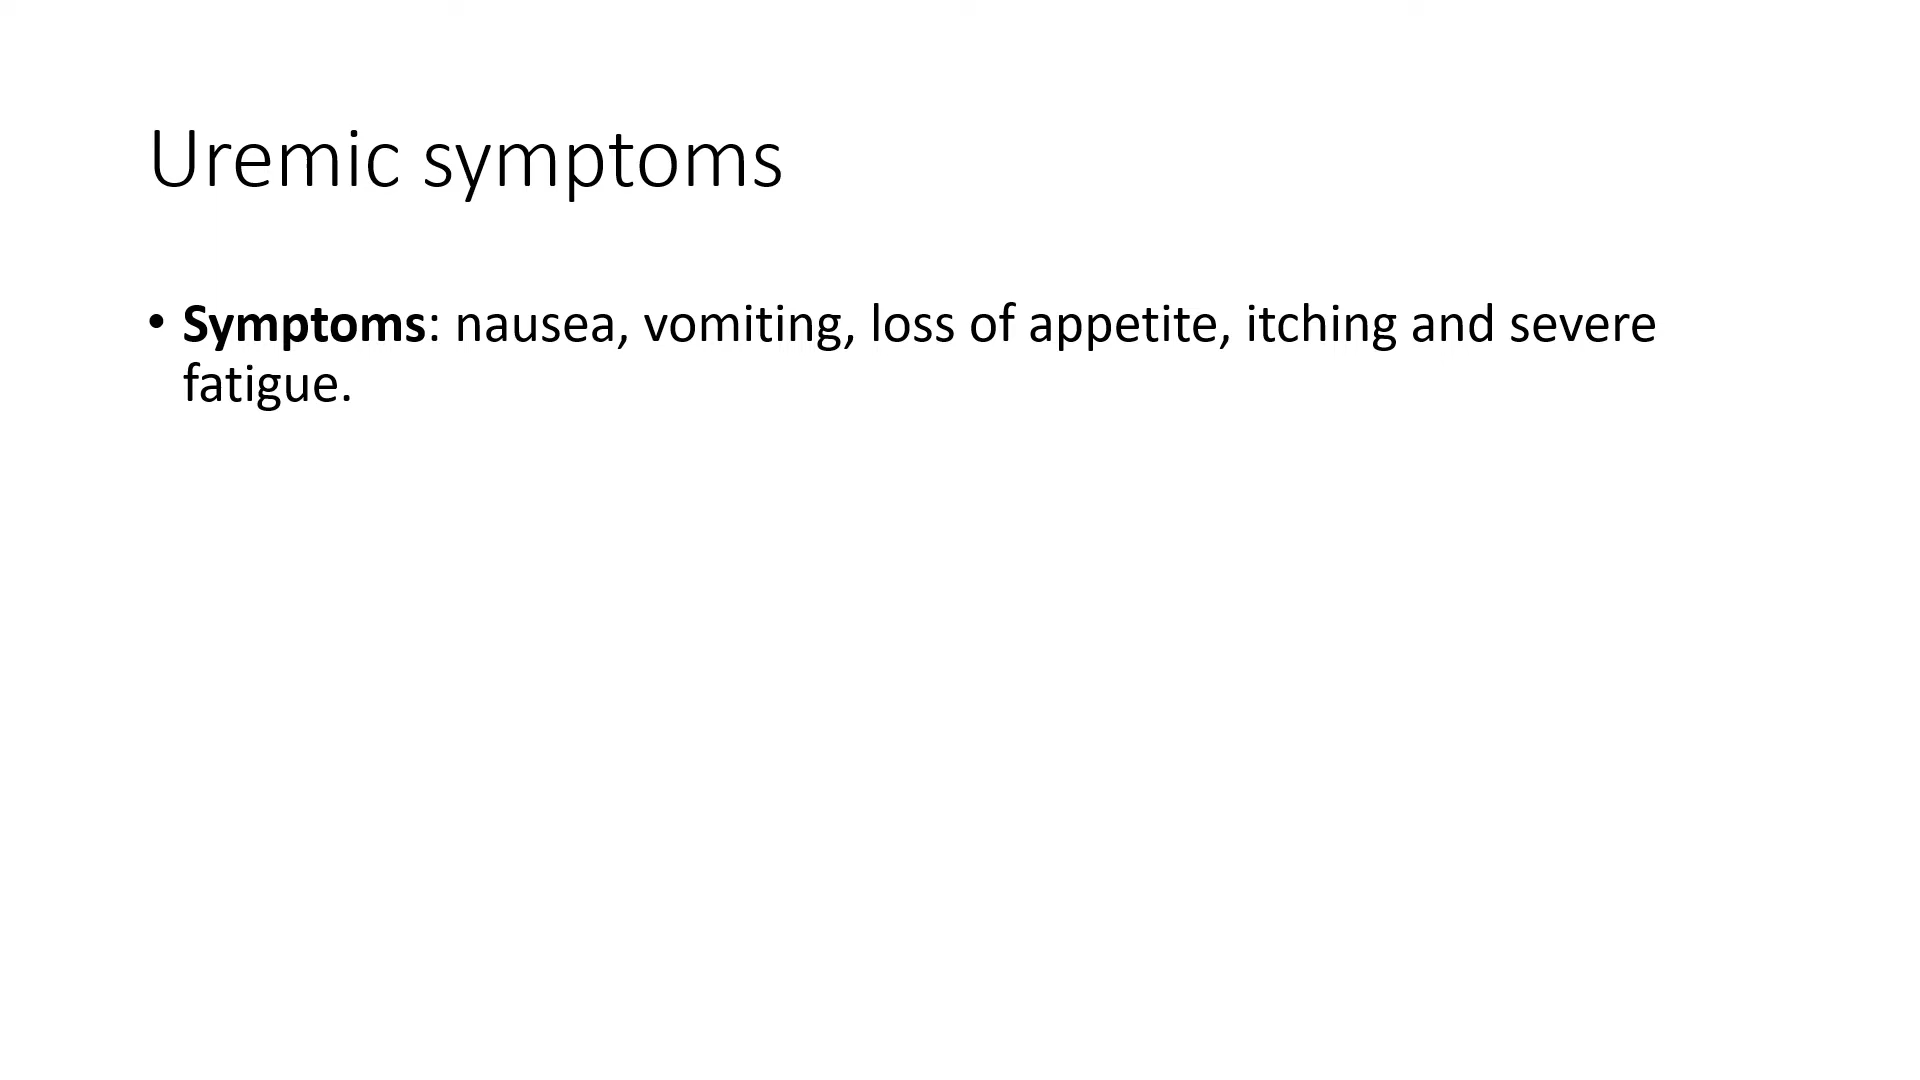 Uremic symptoms
• Symptoms: nausea, vomiting, loss of appetite, itching and severe
fatigue.